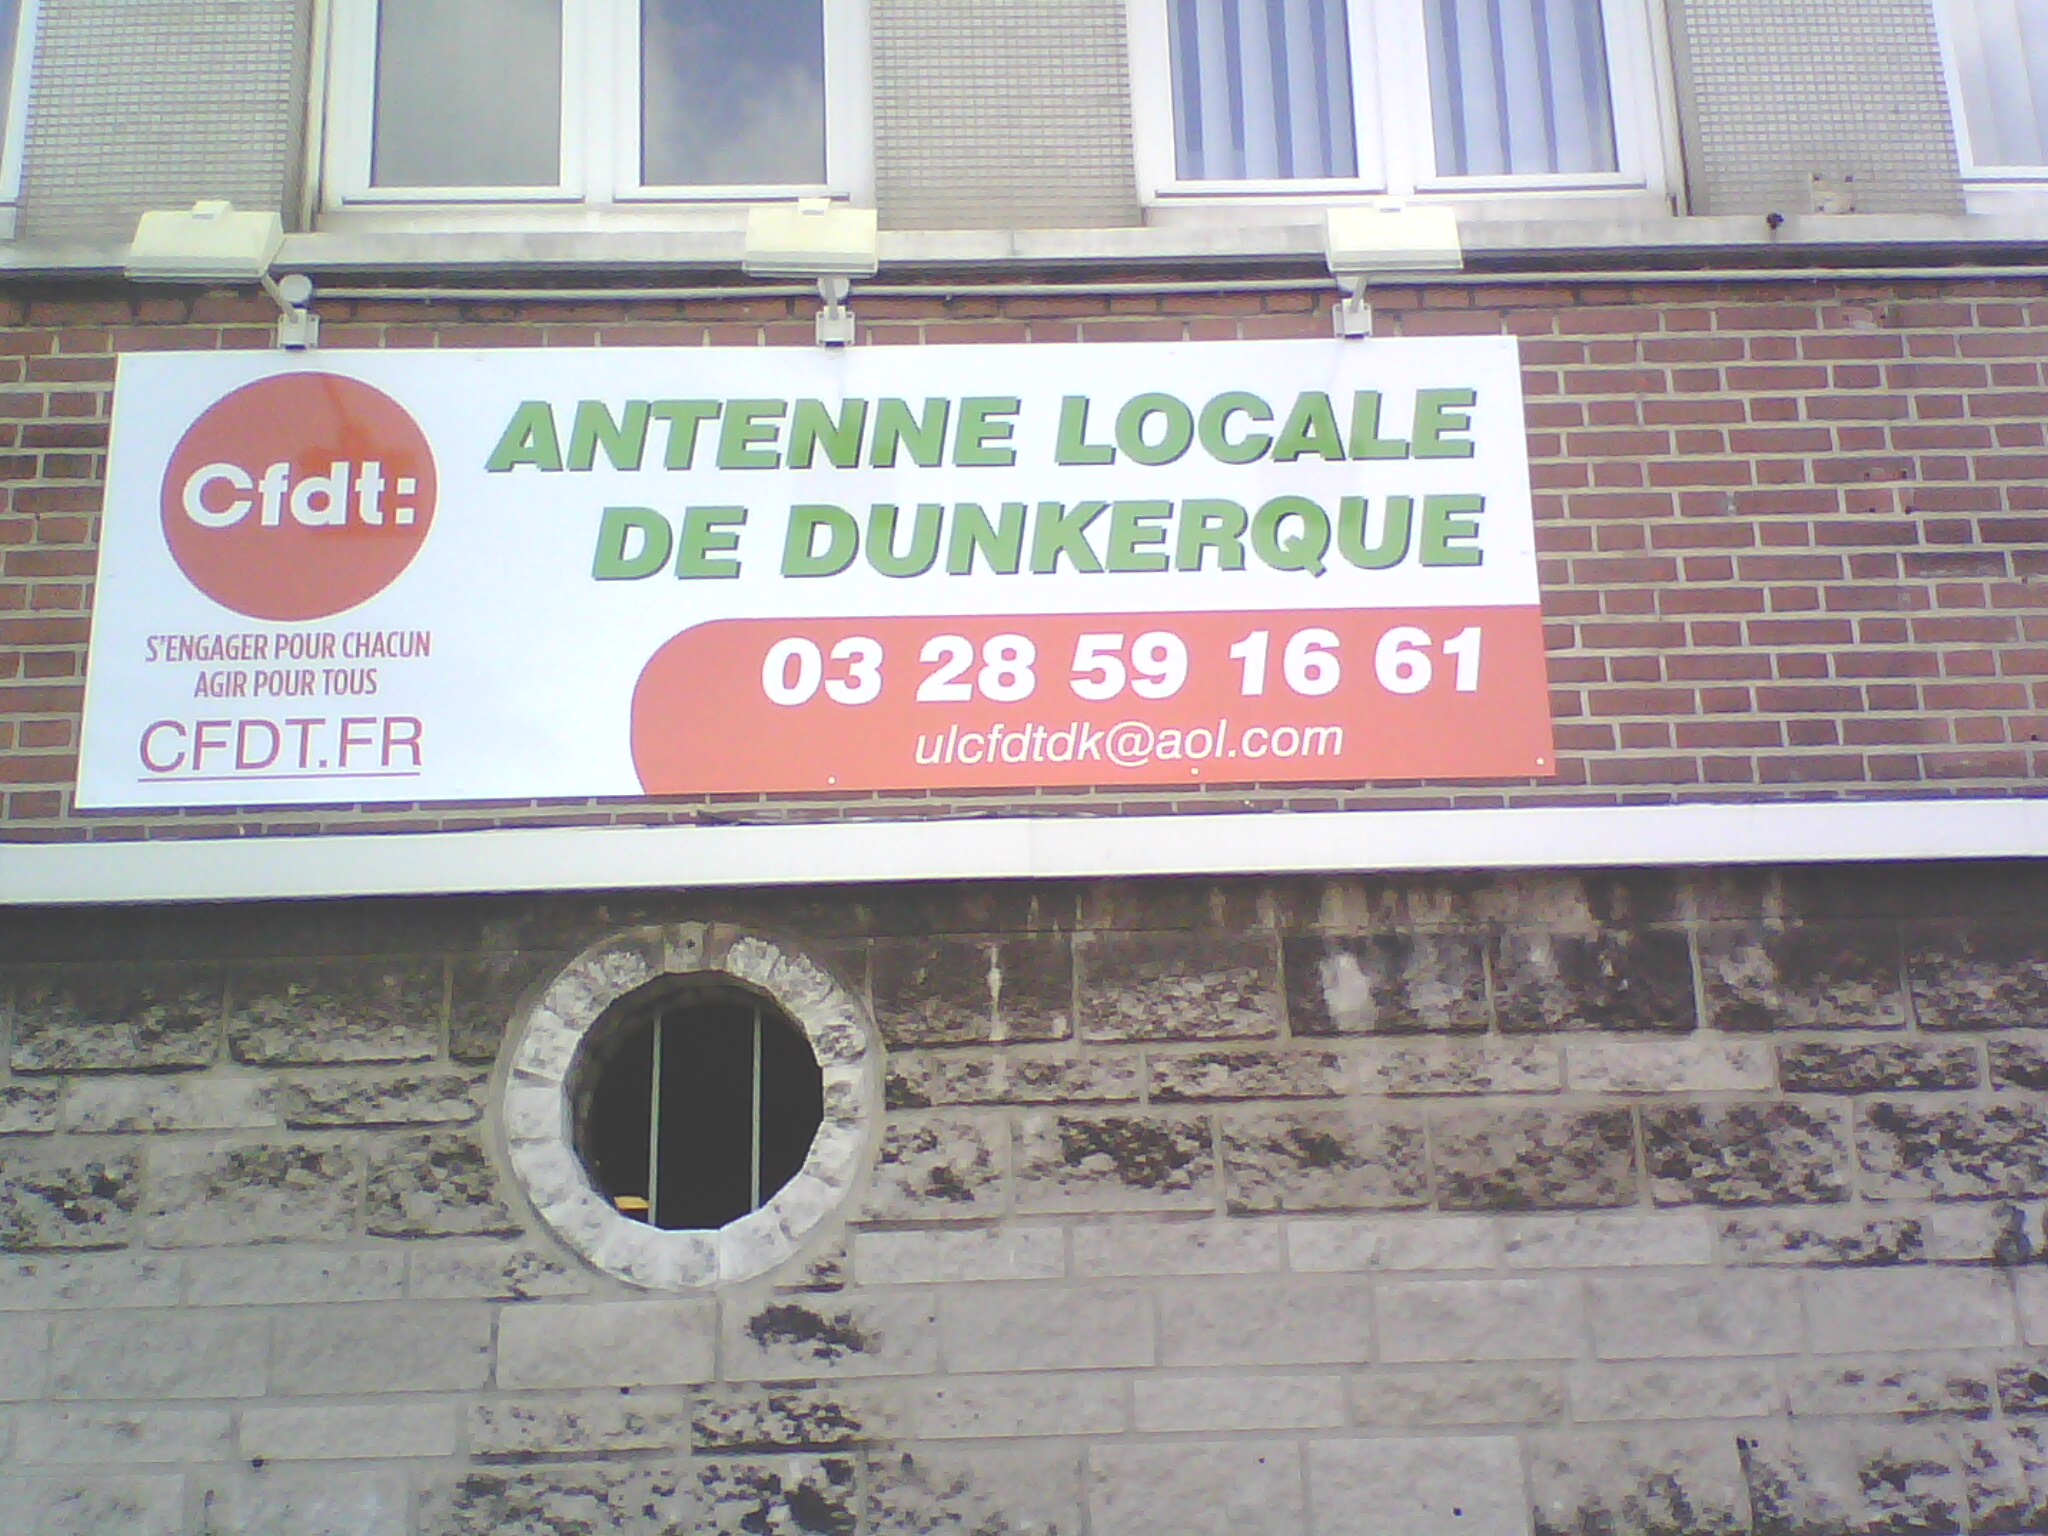 Cfdt:
S'ENGAGER POUR CHACUN
AGIR POUR TOUS
CFDT.FR
ANTENNE LOCALE
DE DUNKERQUE
03 28 59 16 61
ulcfdtdk@aol.com